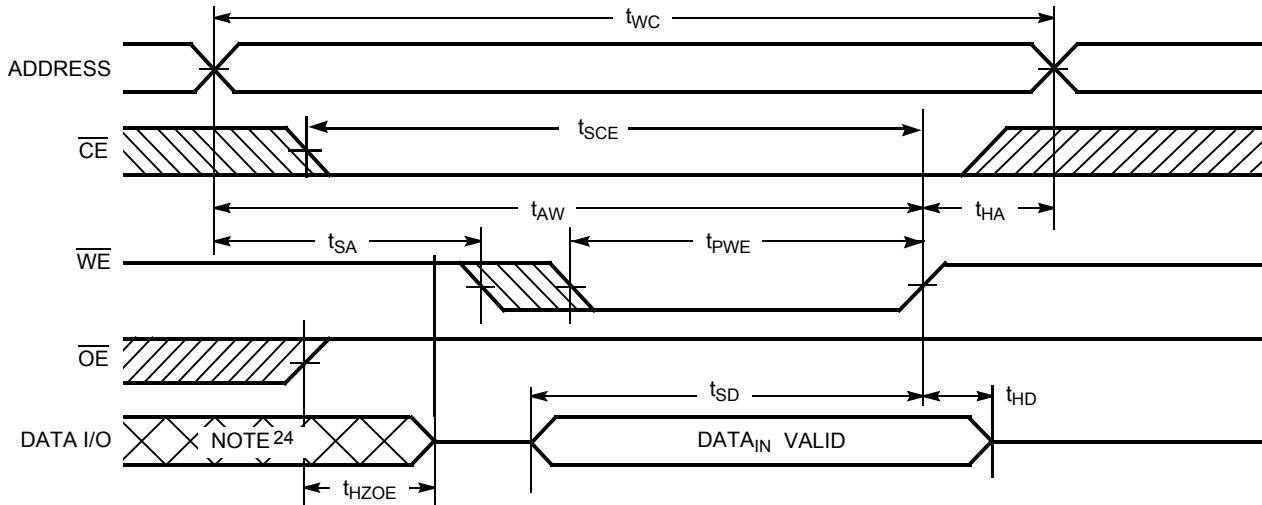 tWC
ADDRESS
tSCE
CE
tAW
tHA
tSA
tPWE
WE
OE
tSD
tHD
DATA I/O
NOTE 24
DATAIN VALID
tHZOE